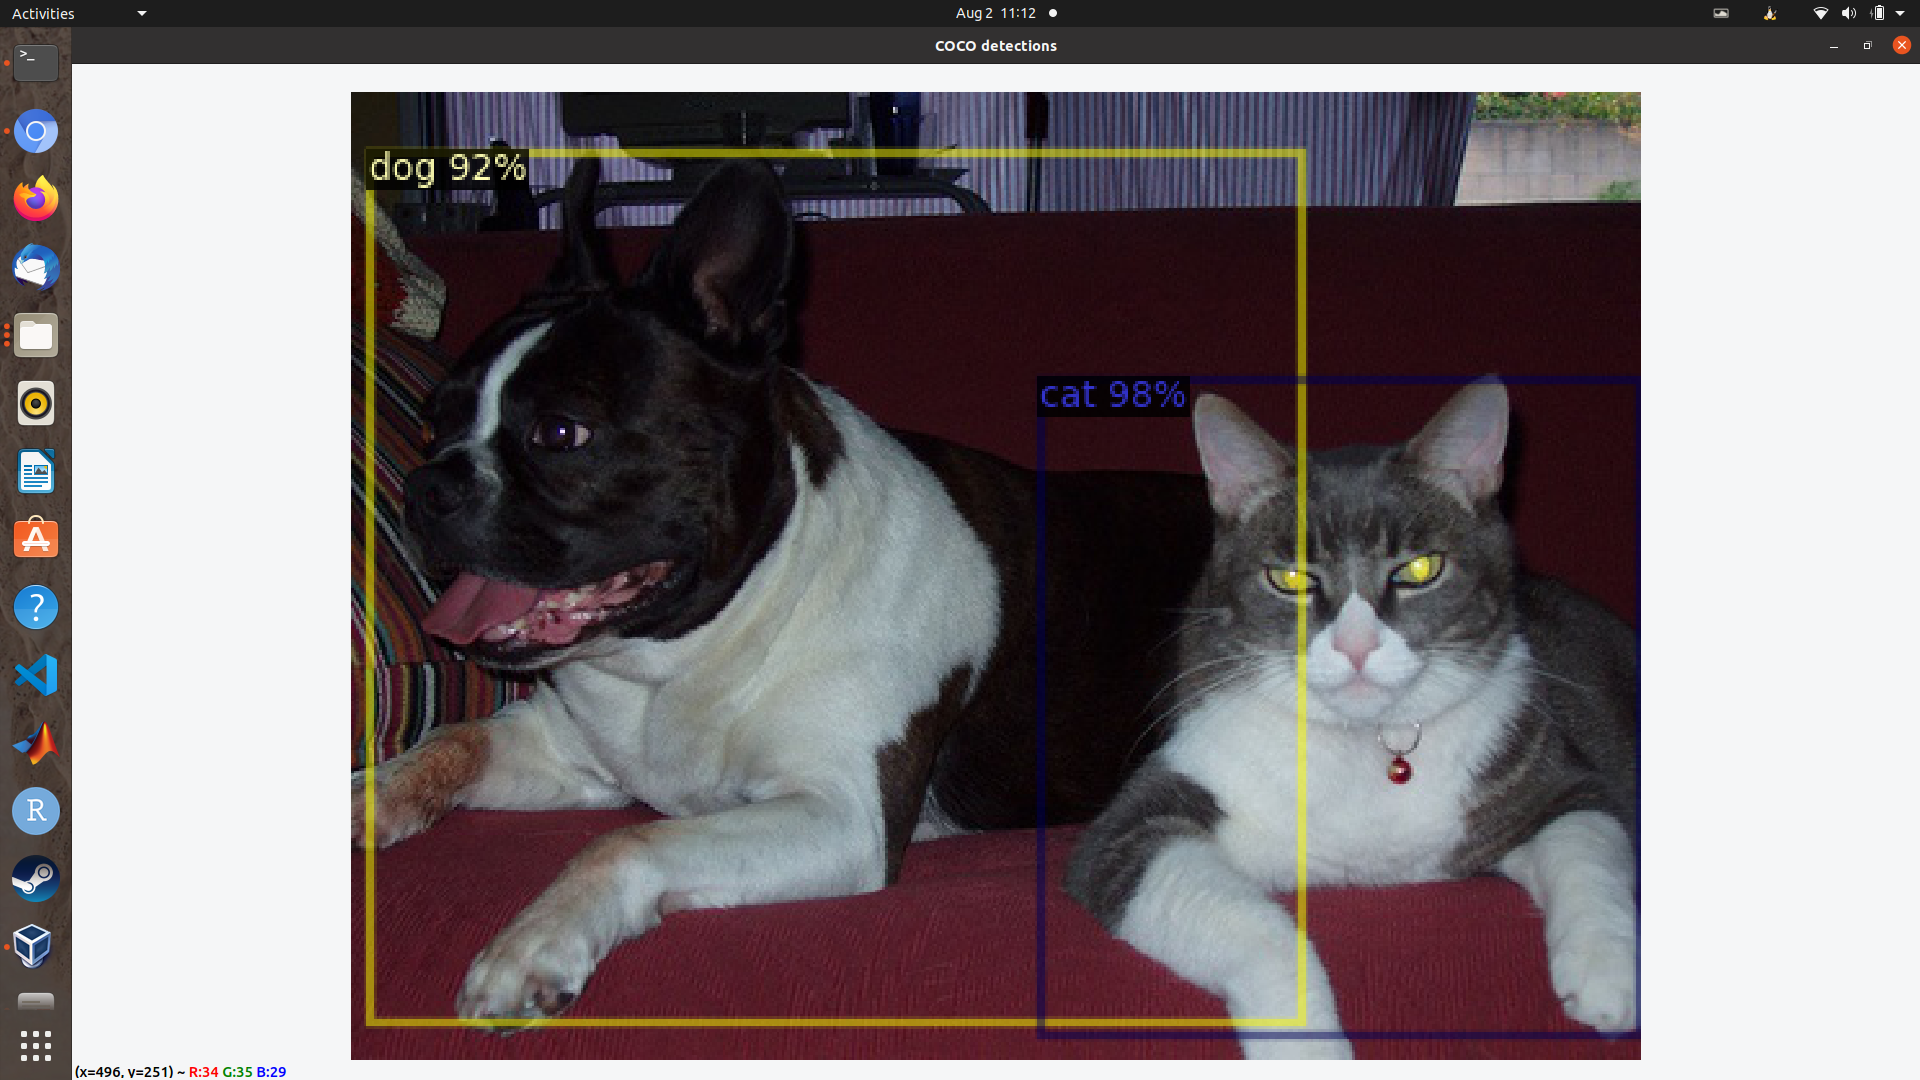 Activities
Aug 2 11:12
COCO detections
>_
dog 92%
cat 98%
?
R
(x=496, y=251) ~ R:34 G:35 B:29